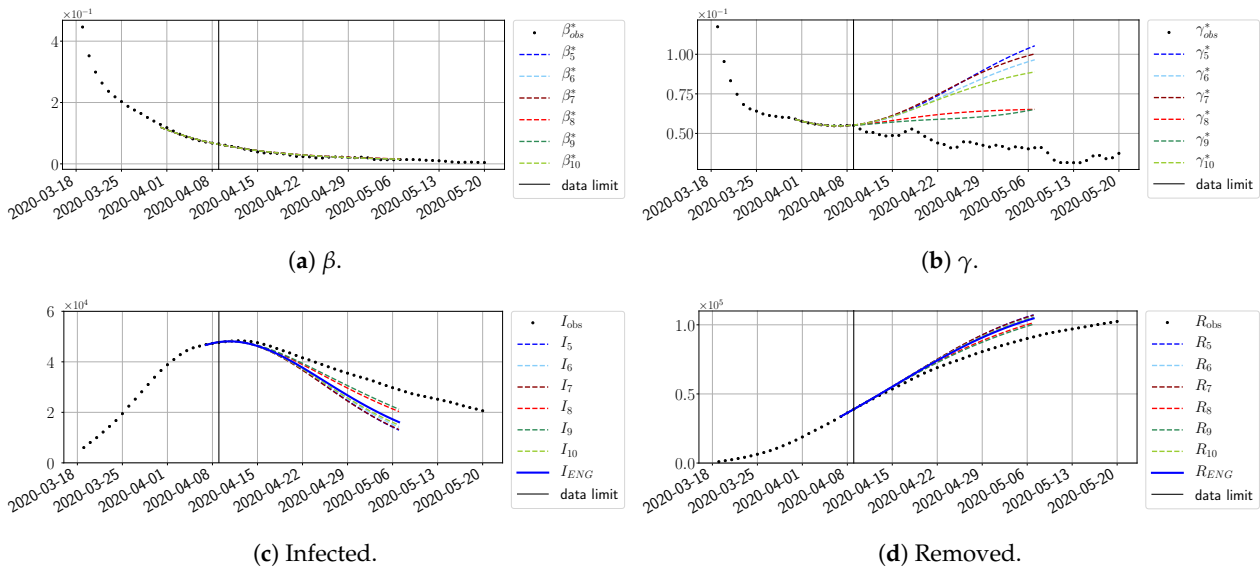 ×10⁻¹
4
2
0
2020-03-18
2020-03-25
2020-04-01
2020-04-08
2020-04-15
2020-04-22
2020-04-29
2020-05-06
2020-05-13
2020-05-20
β*obs
β*5
β*6
β*7
β*8
β*9
β*10
data limit
(a) β.
×10⁻¹
1.00
0.75
0.50
2020-03-18
2020-03-25
2020-04-01
2020-04-08
2020-04-15
2020-04-22
2020-04-29
2020-05-06
2020-05-13
2020-05-20
γ*obs
γ*5
γ*6
γ*7
γ*8
γ*9
γ*10
data limit
(b) γ.
×10⁴
6
4
2
0
2020-03-18
2020-03-25
2020-04-01
2020-04-08
2020-04-15
2020-04-22
2020-04-29
2020-05-06
2020-05-13
2020-05-20
Iobs
I5
I6
I7
I8
I9
I10
IENG
data limit
(c) Infected.
×10⁵
1.0
0.5
0.0
2020-03-18
2020-03-25
2020-04-01
2020-04-08
2020-04-15
2020-04-22
2020-04-29
2020-05-06
2020-05-13
2020-05-20
Robs
R5
R6
R7
R8
R9
R10
RENG
data limit
(d) Removed.